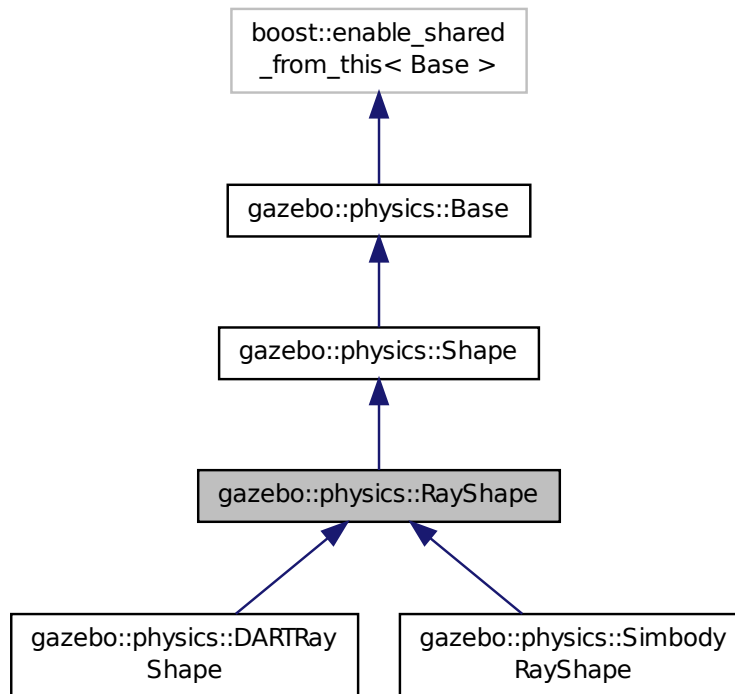 boost::enable_shared
_from_this< Base >
gazebo::physics::Base
gazebo::physics::Shape
gazebo::physics::RayShape
gazebo::physics::DARTRay
Shape
gazebo::physics::Simbody
RayShape